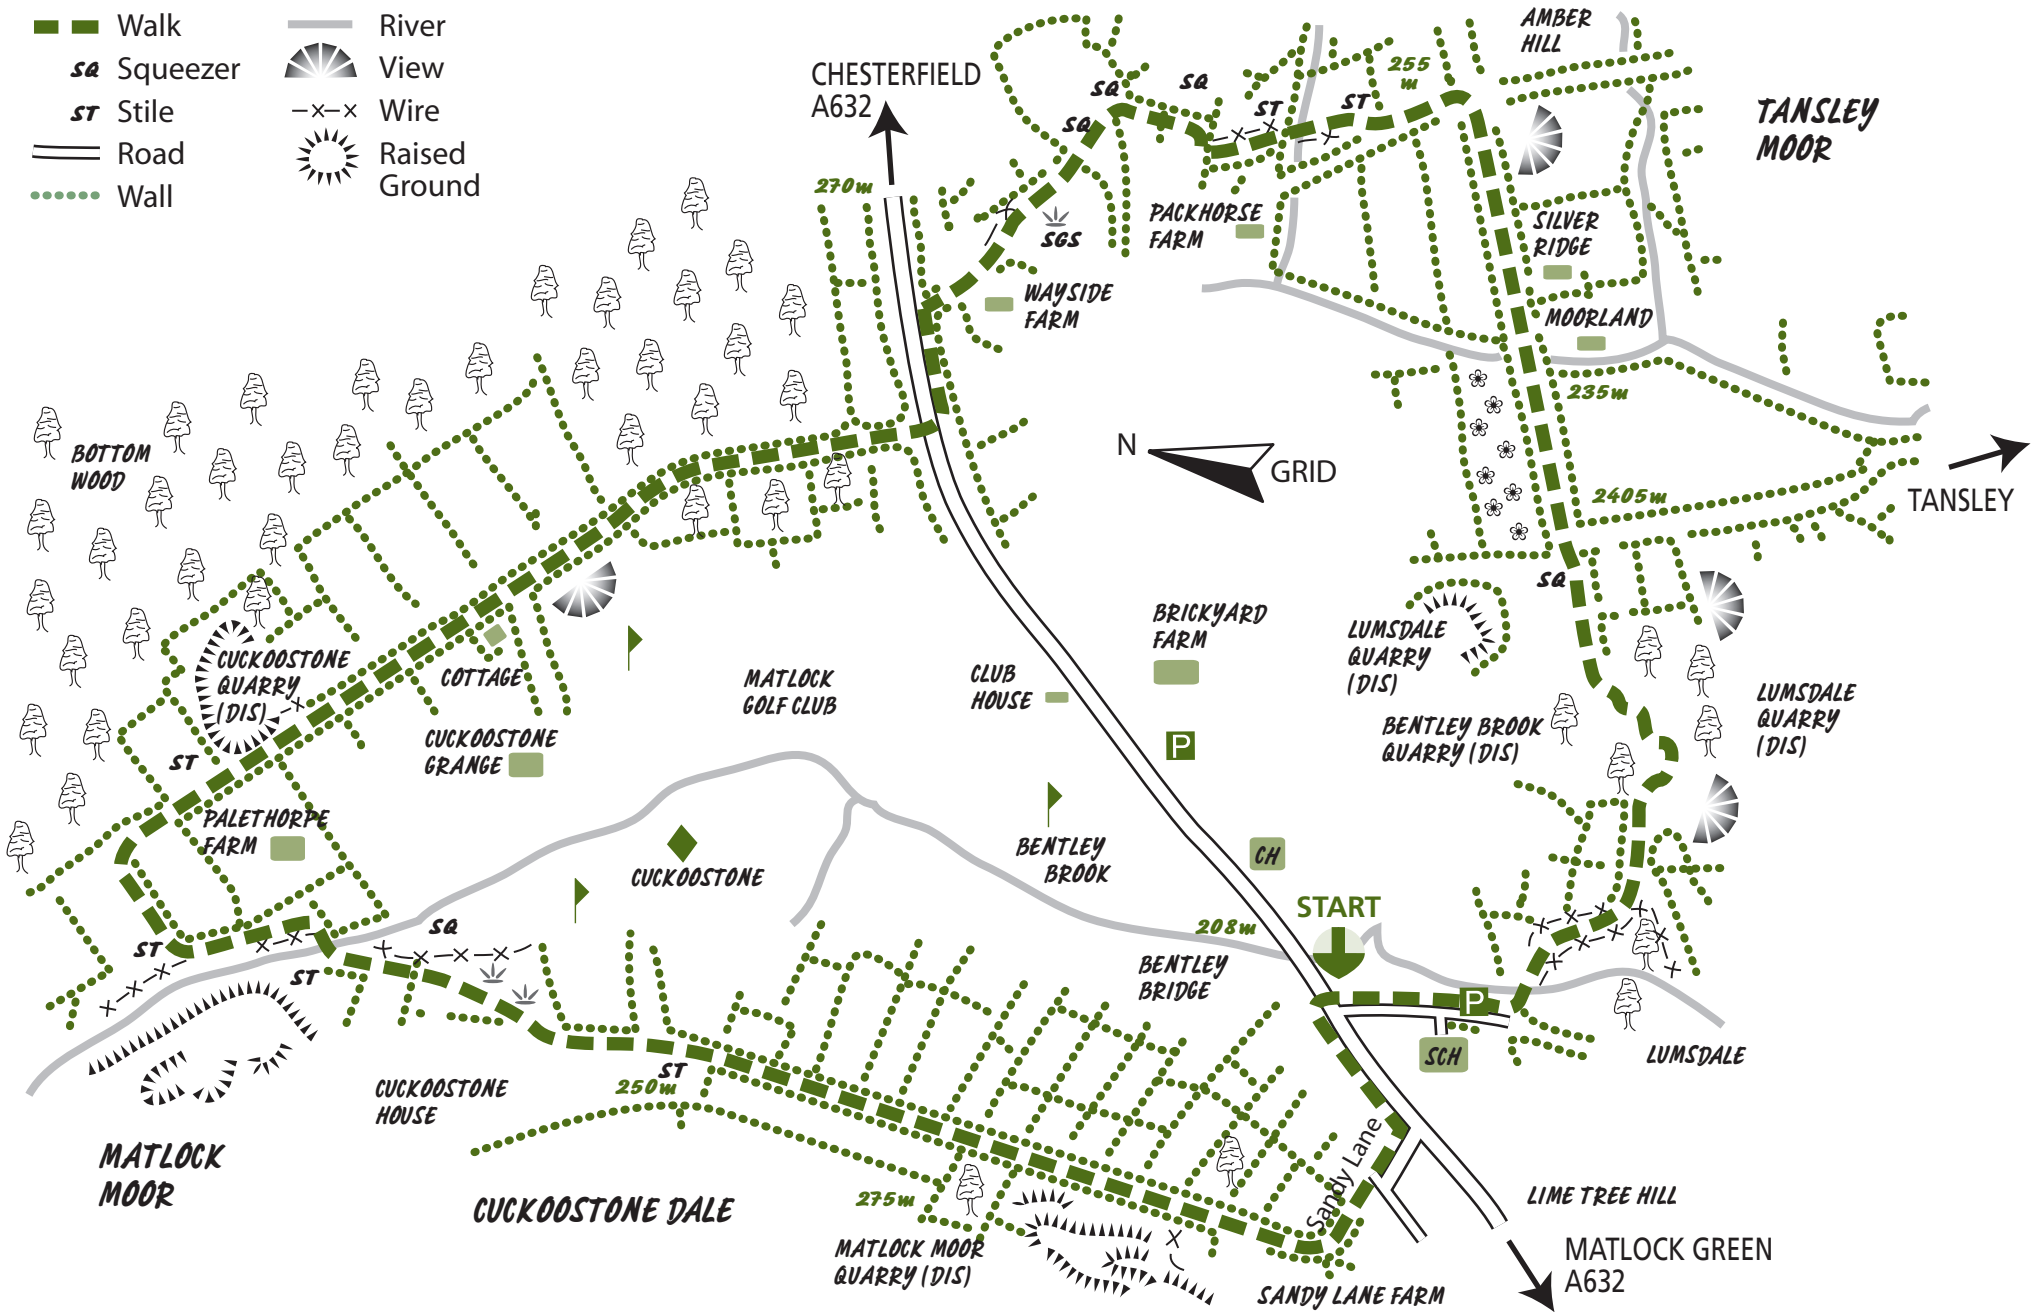 Walk
SQ Squeezer
ST Stile
Road
Wall
River
View
Wire
Raised
Ground
CHESTERFIELD
A632
270m
SQ
SQ
SQ
ST
ST
255
m
AMBER
HILL
TANSLEY
MOOR
SGS
PACKHORSE
FARM
WAYSIDE
FARM
SILVER
RIDGE
MOORLAND
235m
BOTTOM
WOOD
N
GRID
2405m
TANSLEY
SQ
CUCKOOSTONE
QUARRY
(DIS)
COTTAGE
CUCKOOSTONE
GRANGE
MATLOCK
GOLF CLUB
CLUB
HOUSE
BRICKYARD
FARM
LUMSDALE
QUARRY
(DIS)
BENTLEY BROOK
QUARRY (DIS)
LUMSDALE
QUARRY
(DIS)
P
ST
PALETHORPE
FARM
CUCKOOSTONE
BENTLEY
BROOK
CH
START
208m
SQ
ST
ST
BENTLEY
BRIDGE
P
SCH
LUMSDALE
ST
250m
CUCKOOSTONE
HOUSE
MATLOCK
MOOR
CUCKOOSTONE DALE
275m
MATLOCK MOOR
QUARRY (DIS)
Sandy Lane
SANDY LANE FARM
LIME TREE HILL
MATLOCK GREEN
A632